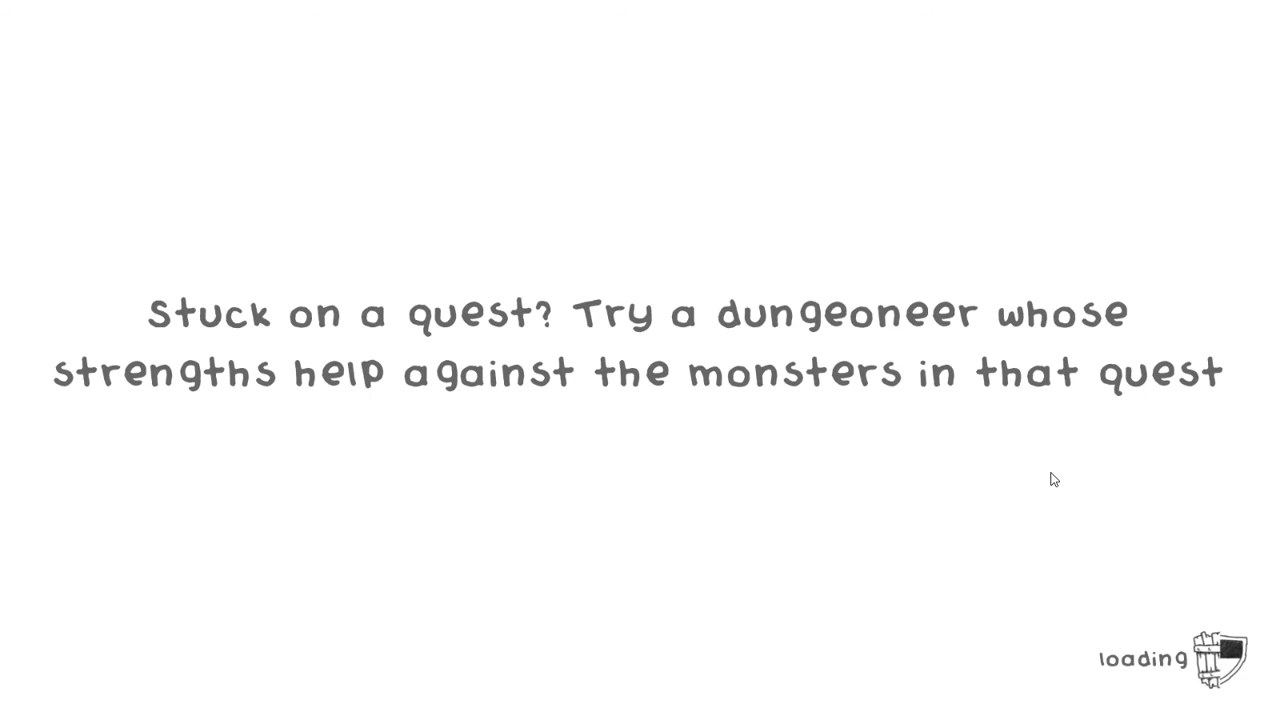 Stuck on a quest? Try a dungeoneer whose
strengths help against the monsters in that quest
loading